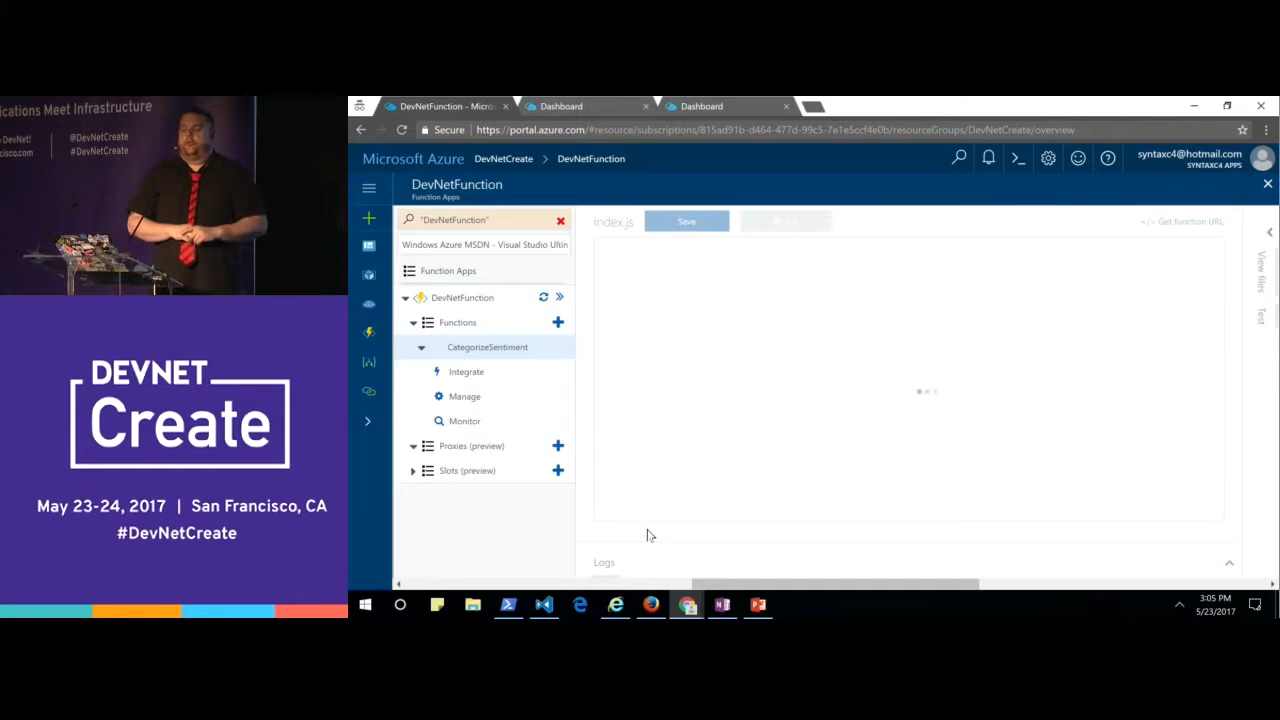 ications Meet Infrastructure
o DevNet!
@DevNetCreate
isco.com
#DevNetCreate
DEVNET
Create
May 23-24, 2017 | San Francisco, CA
#DevNetCreate
DevNetFunction - Micro
Dashboard
Dashboard
Secure
https://portal.azure.com/#resource/subscriptions/815ad91b-d464-477d-99c5-7e1e5ccf4e0b/resourceGroups/DevNetCreate/overview
Microsoft Azure
DevNetCreate
DevNetFunction
syntaxc4@hotmail.com
SYNTAXC4 APPS
DevNetFunction
Function Apps
"DevNetFunction"
Windows Azure MSDN - Visual Studio Ultin
Function Apps
DevNetFunction
Functions
CategorizeSentiment
Integrate
Manage
Monitor
Proxies (preview)
Slots (preview)
index.js
Save
</> Get function URL
View files
Test
Logs
3:05 PM
5/23/2017